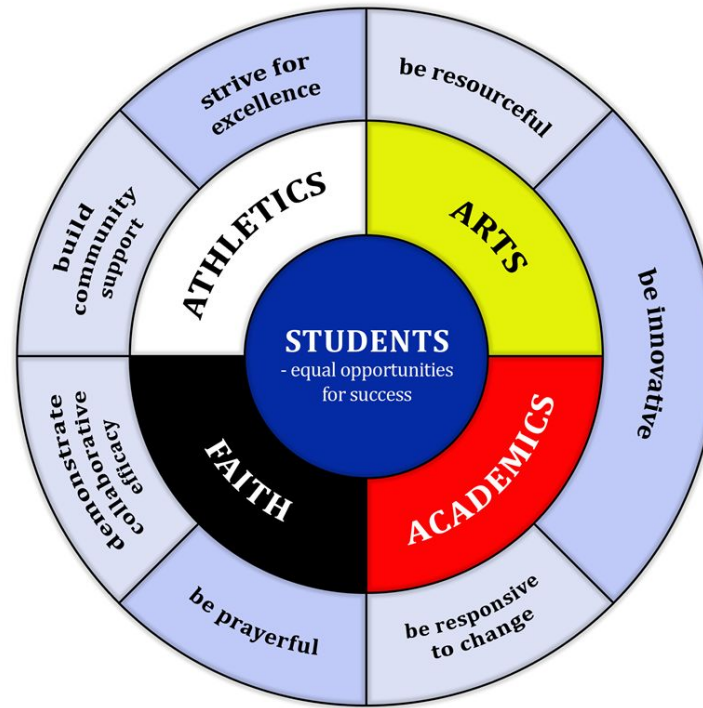 STUDENTS
- equal opportunities
for success
ATHLETICS
ARTS
ACADEMICS
FAITH
strive for
excellence
be resourceful
be innovative
be responsive
to change
be prayerful
demonstrate
collaborative
efficacy
build
community
support